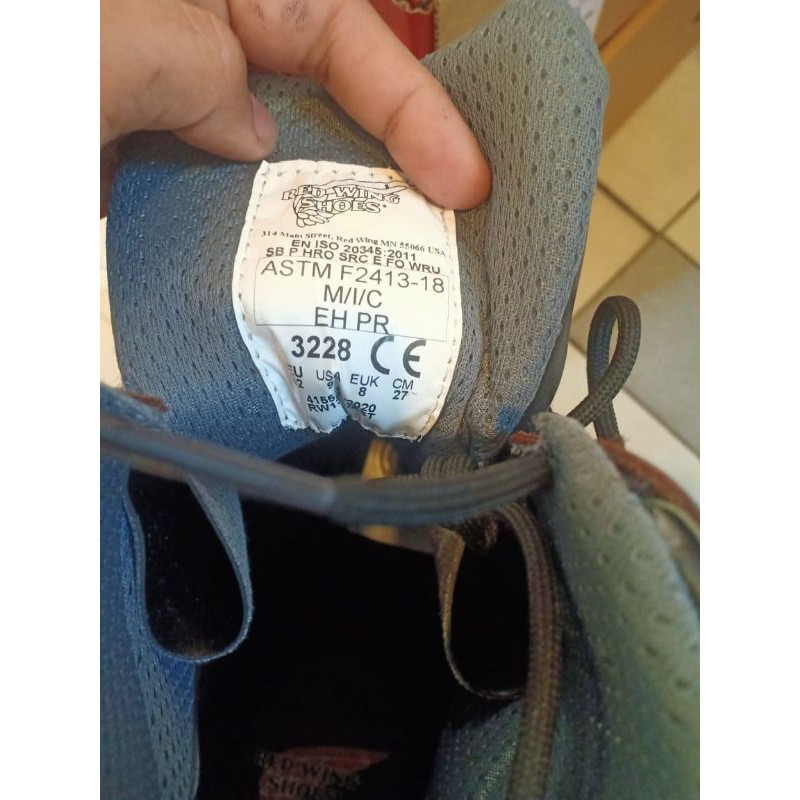 RED WING
SHOES
314 Main Street, Red Wing MN 55066 USA
EN ISO 20345:2011
SB P HRO SRC E FO WRU
ASTM F2413-18
M/I/C
EH PR
3228 CE
USA EUK CM
8 27
RED WING
SHOES